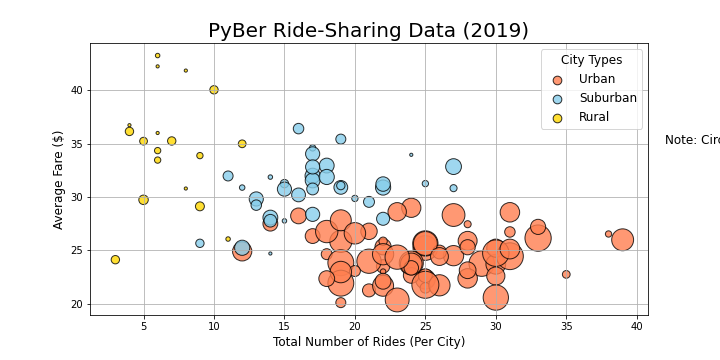 PyBer Ride-Sharing Data (2019)
City Types
Urban
Suburban
Rural
Note: Circ
Average Fare ($)
40
35
30
25
20
5
10
15
20
25
30
35
40
Total Number of Rides (Per City)